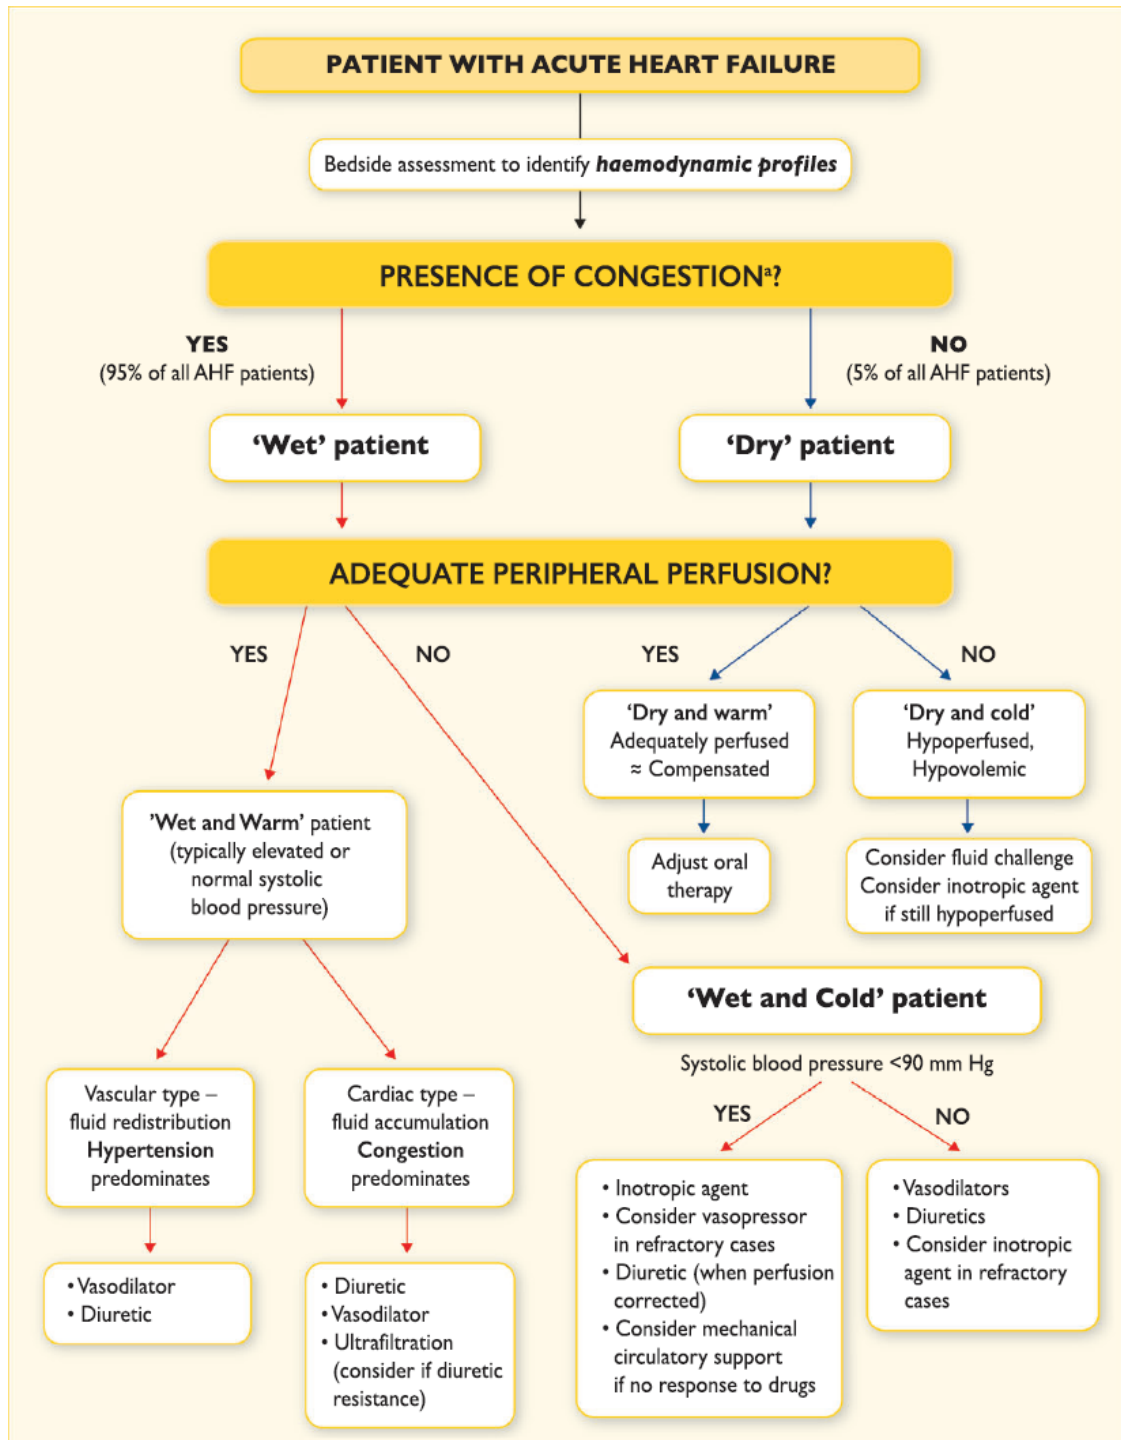 PATIENT WITH ACUTE HEART FAILURE
Bedside assessment to identify haemodynamic profiles
PRESENCE OF CONGESTIONª?
YES
(95% of all AHF patients)
NO
(5% of all AHF patients)
‘Wet’ patient
‘Dry’ patient
ADEQUATE PERIPHERAL PERFUSION?
YES
NO
YES
NO
‘Dry and warm’
Adequately perfused
≈ Compensated
‘Dry and cold’
Hypoperfused,
Hypovolemic
’Wet and Warm’ patient
(typically elevated or
normal systolic
blood pressure)
Adjust oral
therapy
Consider fluid challenge
Consider inotropic agent
if still hypoperfused
‘Wet and Cold’ patient
Systolic blood pressure <90 mm Hg
YES
NO
Vascular type –
fluid redistribution
Hypertension
predominates
Cardiac type –
fluid accumulation
Congestion
predominates
• Vasodilator
• Diuretic
• Diuretic
• Vasodilator
• Ultrafiltration
(consider if diuretic
resistance)
• Inotropic agent
• Consider vasopressor
in refractory cases
• Diuretic (when perfusion
corrected)
• Consider mechanical
circulatory support
if no response to drugs
• Vasodilators
• Diuretics
• Consider inotropic
agent in refractory
cases